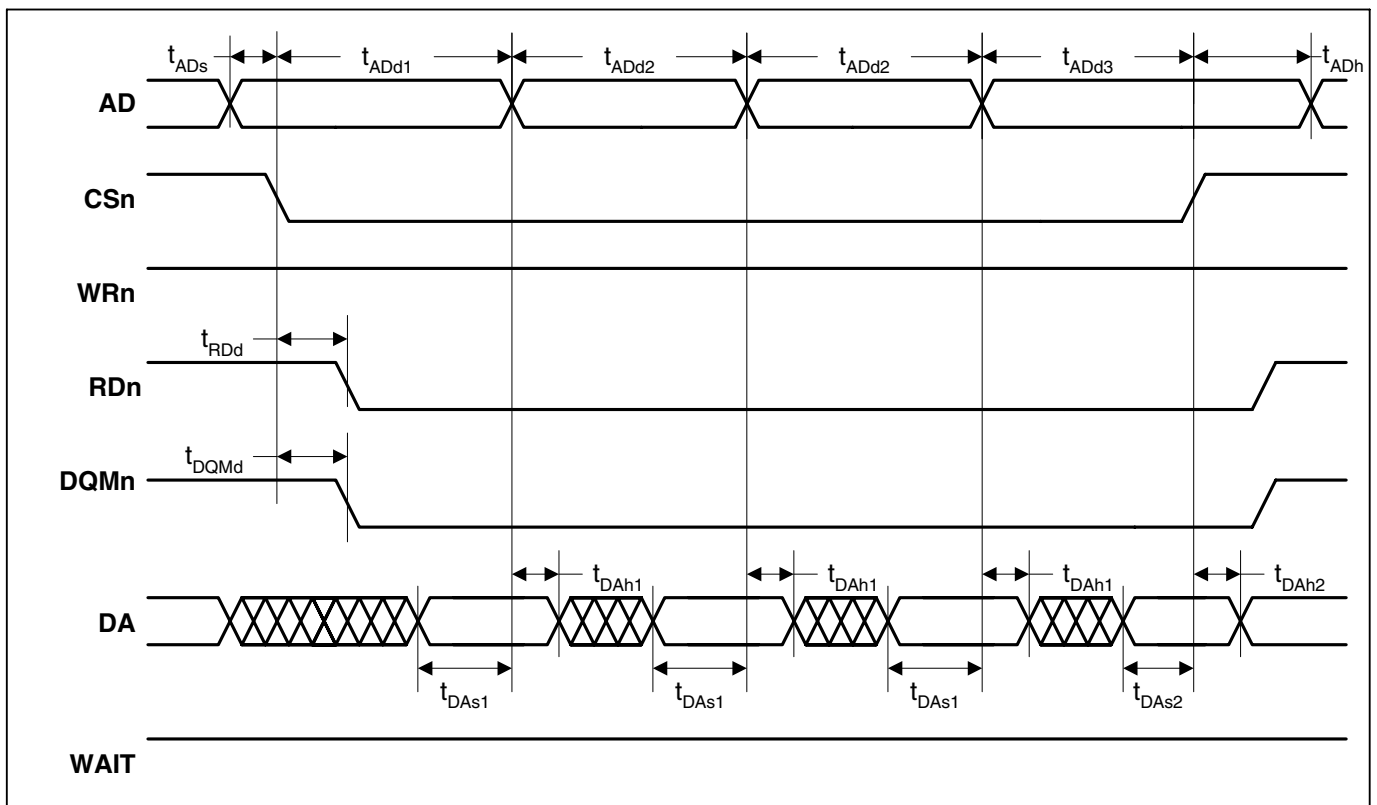 tADs tADd1 tADd2 tADd2 tADd3 tADh
AD
CSn
WRn
tRDd
RDn
tDQMd
DQMn
tDAh1 tDAh1 tDAh1 tDAh2
DA
tDAs1 tDAs1 tDAs1 tDAs2
WAIT